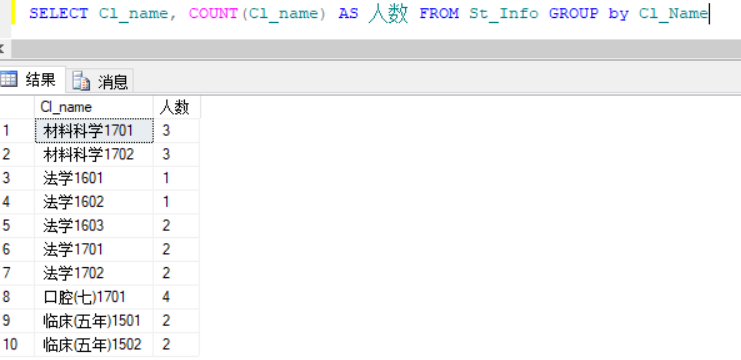 SELECT Cl_name, COUNT(Cl_name) AS 人数 FROM St_Info GROUP by Cl_Name
结果 消息
Cl_name 人数
1 材料科学1701 3
2 材料科学1702 3
3 法学1601 1
4 法学1602 1
5 法学1603 2
6 法学1701 2
7 法学1702 2
8 口腔(七)1701 4
9 临床(五年)1501 2
10 临床(五年)1502 2